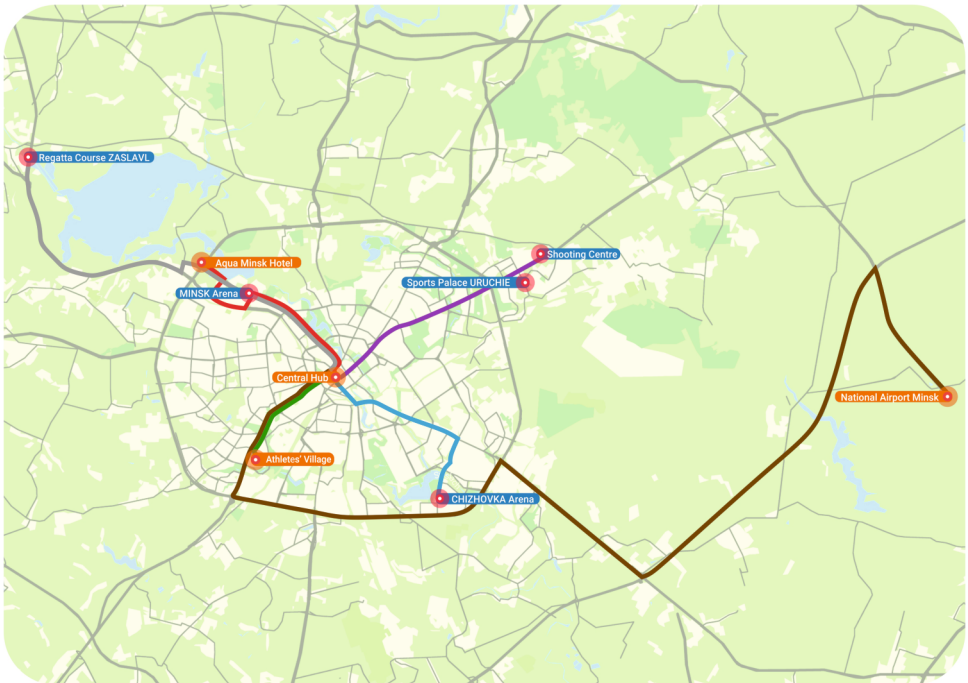 Regatta Course ZASLAVL
Shooting Centre
Aqua Minsk Hotel
Sports Palace URUCHIE
MINSK Arena
Central Hub
National Airport Minsk
Athletes' Village
CHIZHOVKA Arena